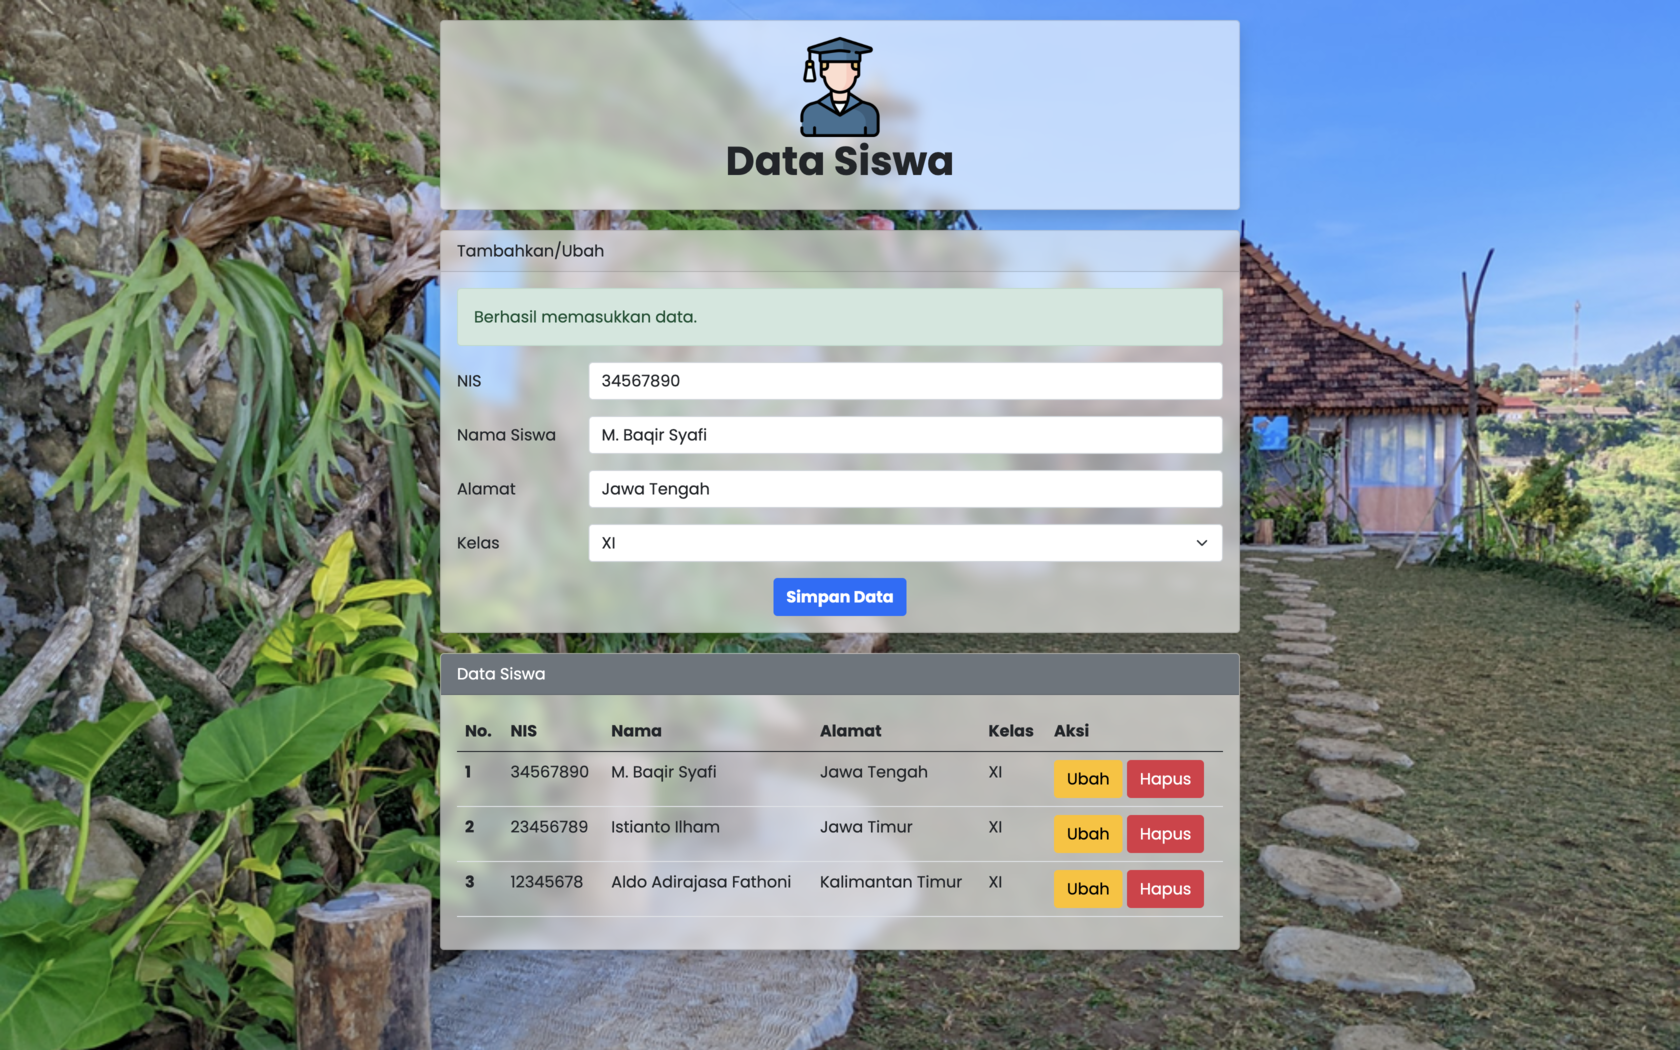 Data Siswa
Tambahkan/Ubah
Berhasil memasukkan data.
NIS 34567890
Nama Siswa M. Baqir Syafi
Alamat Jawa Tengah
Kelas XI
Simpan Data
Data Siswa
No. NIS Nama Alamat Kelas Aksi
1 34567890 M. Baqir Syafi Jawa Tengah XI Ubah Hapus
2 23456789 Istianto Ilham Jawa Timur XI Ubah Hapus
3 12345678 Aldo Adirajasa Fathoni Kalimantan Timur XI Ubah Hapus